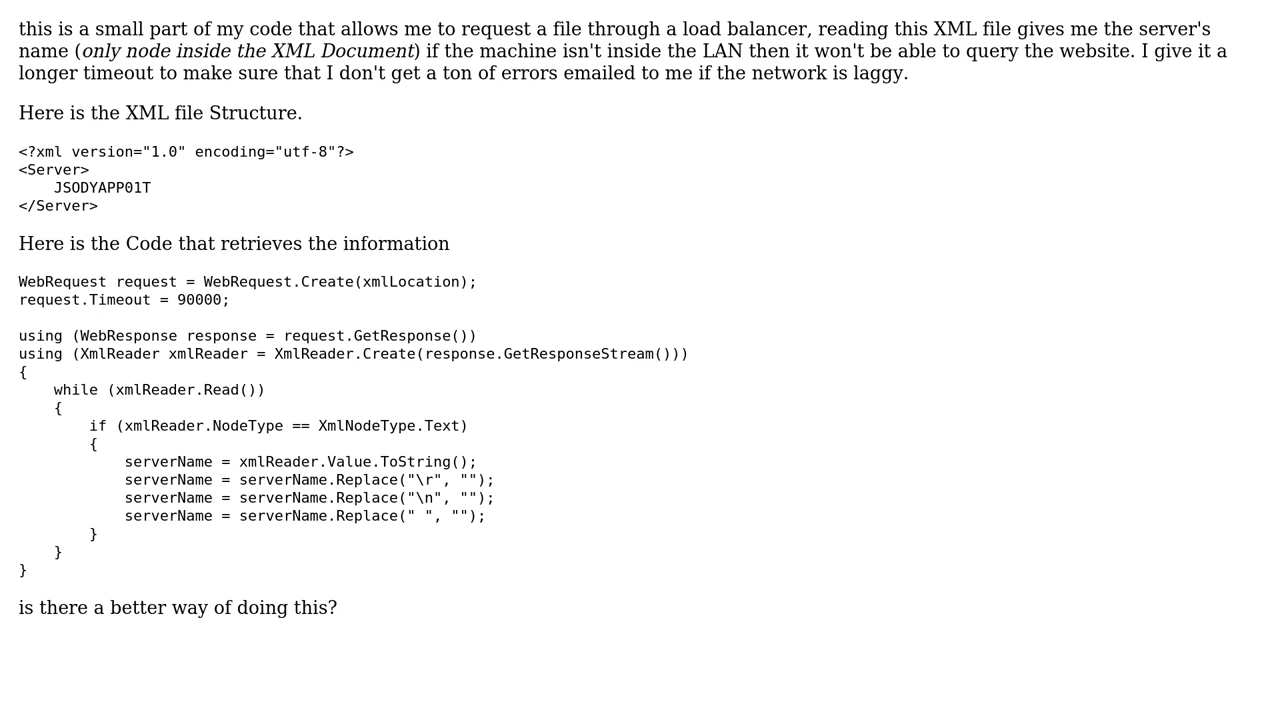 this is a small part of my code that allows me to request a file through a load balancer, reading this XML file gives me the server's
name (only node inside the XML Document) if the machine isn't inside the LAN then it won't be able to query the website. I give it a
longer timeout to make sure that I don't get a ton of errors emailed to me if the network is laggy.
Here is the XML file Structure.
<?xml version="1.0" encoding="utf-8"?>
<Server>
    JSODYAPP01T
</Server>
Here is the Code that retrieves the information
WebRequest request = WebRequest.Create(xmlLocation);
request.Timeout = 90000;
using (WebResponse response = request.GetResponse())
using (XmlReader xmlReader = XmlReader.Create(response.GetResponseStream()))
{
    while (xmlReader.Read())
    {
        if (xmlReader.NodeType == XmlNodeType.Text)
        {
            serverName = xmlReader.Value.ToString();
            serverName = serverName.Replace("\r", "");
            serverName = serverName.Replace("\n", "");
            serverName = serverName.Replace(" ", "");
        }
    }
}
is there a better way of doing this?